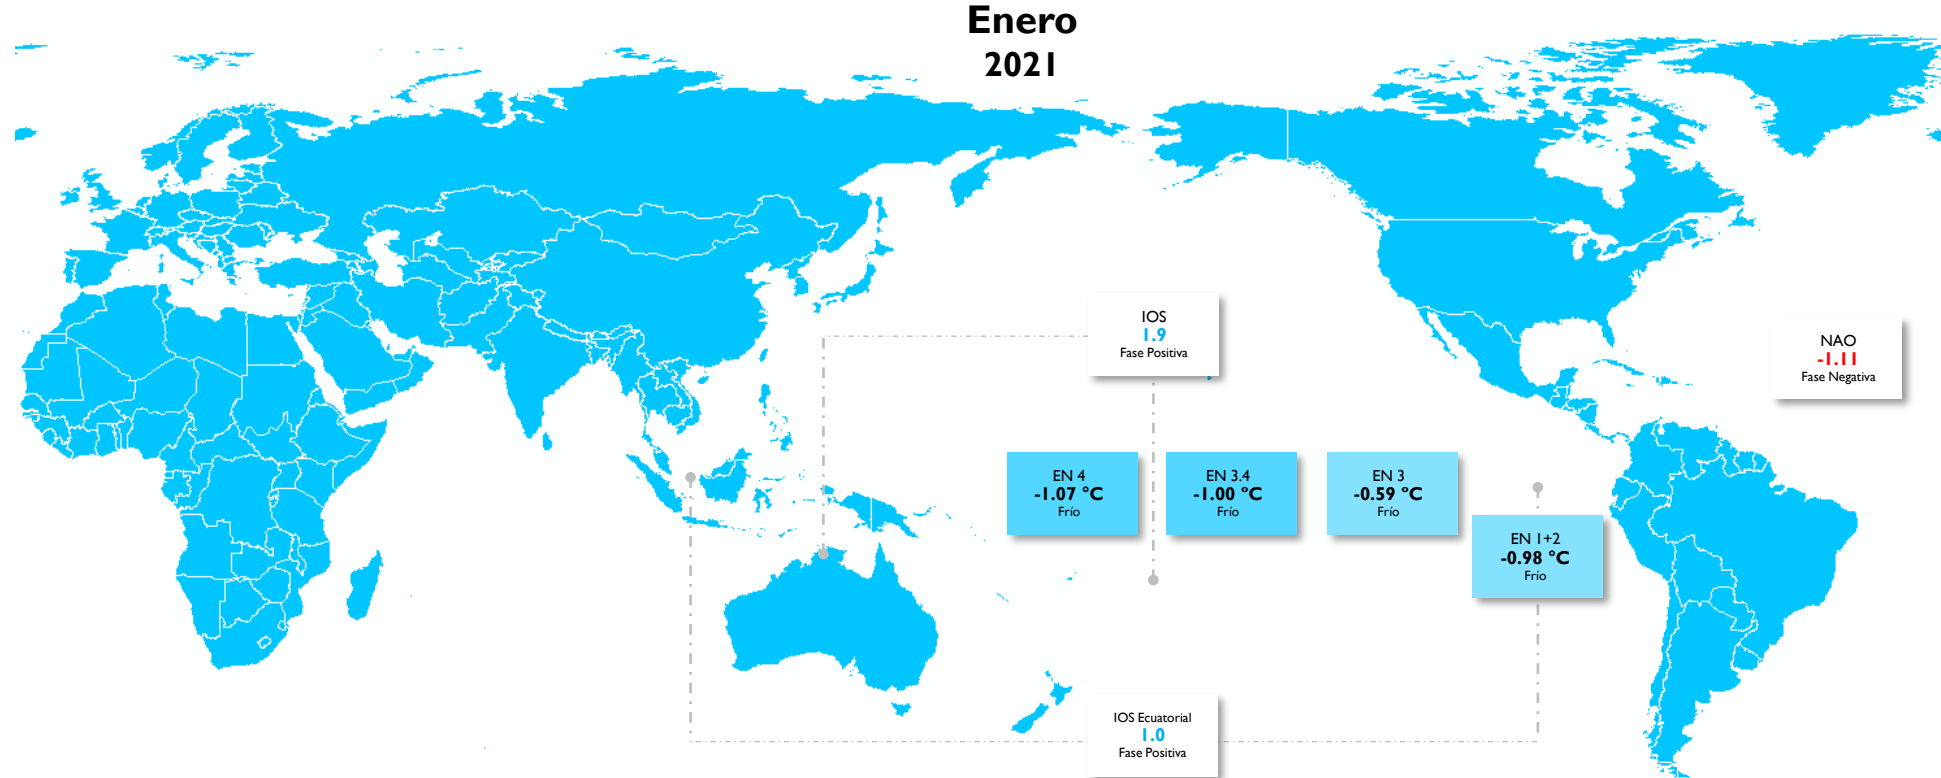 Enero
2021
IOS
1.9
Fase Positiva
NAO
-1.11
Fase Negativa
EN 4
-1.07 °C
Frío
EN 3.4
-1.00 °C
Frío
EN 3
-0.59 °C
Frío
EN 1+2
-0.98 °C
Frío
IOS Ecuatorial
1.0
Fase Positiva